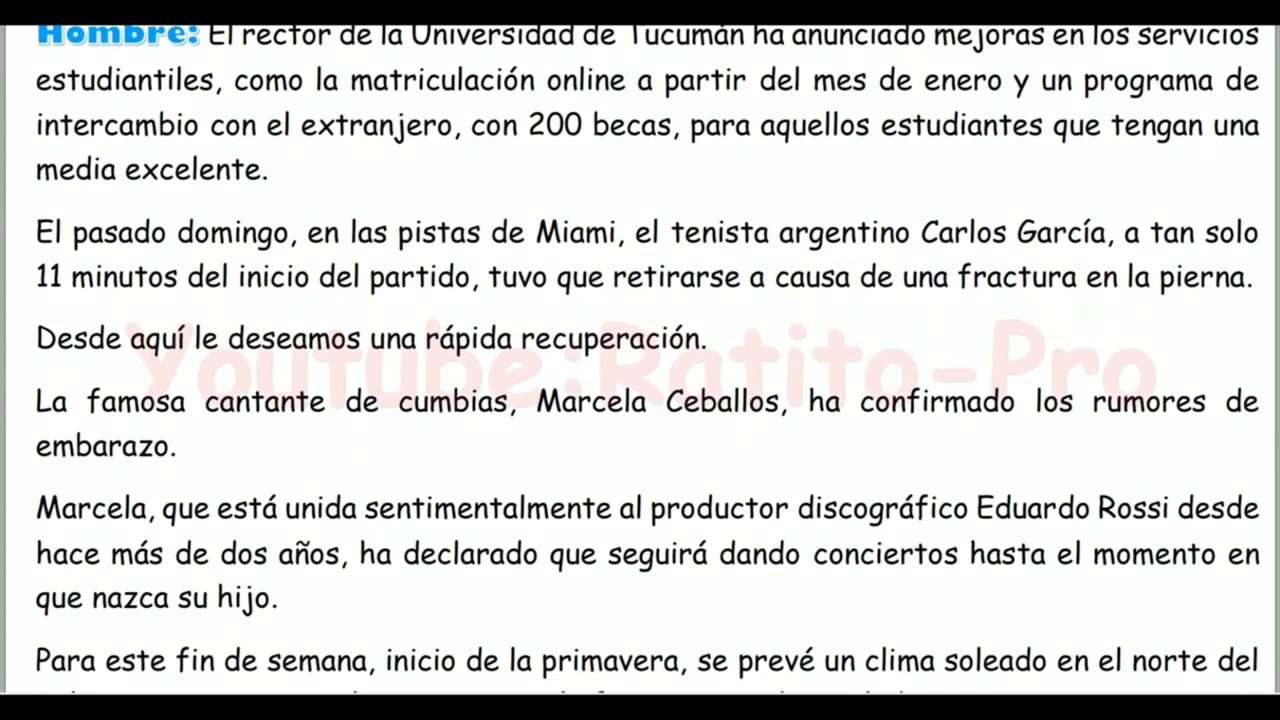 Hombre: El rector de la Universidad de Tucumán ha anunciado mejoras en los servicios
estudiantiles, como la matriculación online a partir del mes de enero y un programa de
intercambio con el extranjero, con 200 becas, para aquellos estudiantes que tengan una
media excelente.
El pasado domingo, en las pistas de Miami, el tenista argentino Carlos García, a tan solo
11 minutos del inicio del partido, tuvo que retirarse a causa de una fractura en la pierna.
Desde aquí le deseamos una rápida recuperación.
Youtube:Ratito-Pro
La famosa cantante de cumbias, Marcela Ceballos, ha confirmado los rumores de
embarazo.
Marcela, que está unida sentimentalmente al productor discográfico Eduardo Rossi desde
hace más de dos años, ha declarado que seguirá dando conciertos hasta el momento en
que nazca su hijo.
Para este fin de semana, inicio de la primavera, se prevé un clima soleado en el norte del